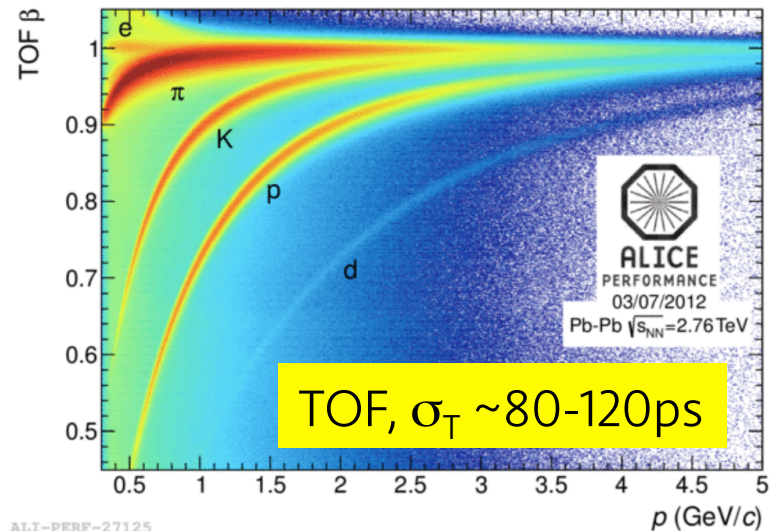 TOF β
e
1
π
0.9
K
0.8
p
ALICE
PERFORMANCE
03/07/2012
Pb-Pb √sNN=2.76TeV
0.7
d
0.6
TOF, σT ~80-120ps
0.5
0.5 1 1.5 2 2.5 3 3.5 4 4.5 5
p (GeV/c)
ALI-PERF-27125